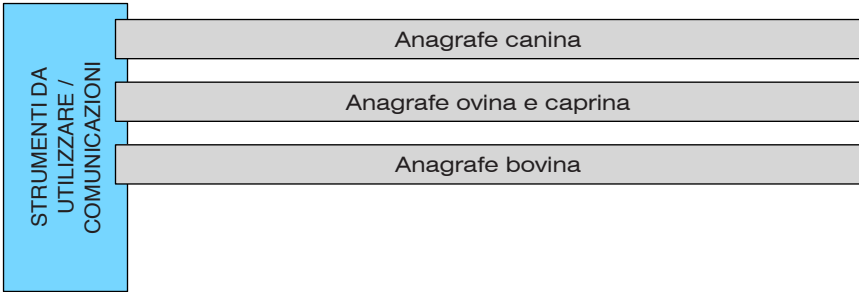 STRUMENTI DA
UTILIZZARE /
COMUNICAZIONI
Anagrafe canina
Anagrafe ovina e caprina
Anagrafe bovina